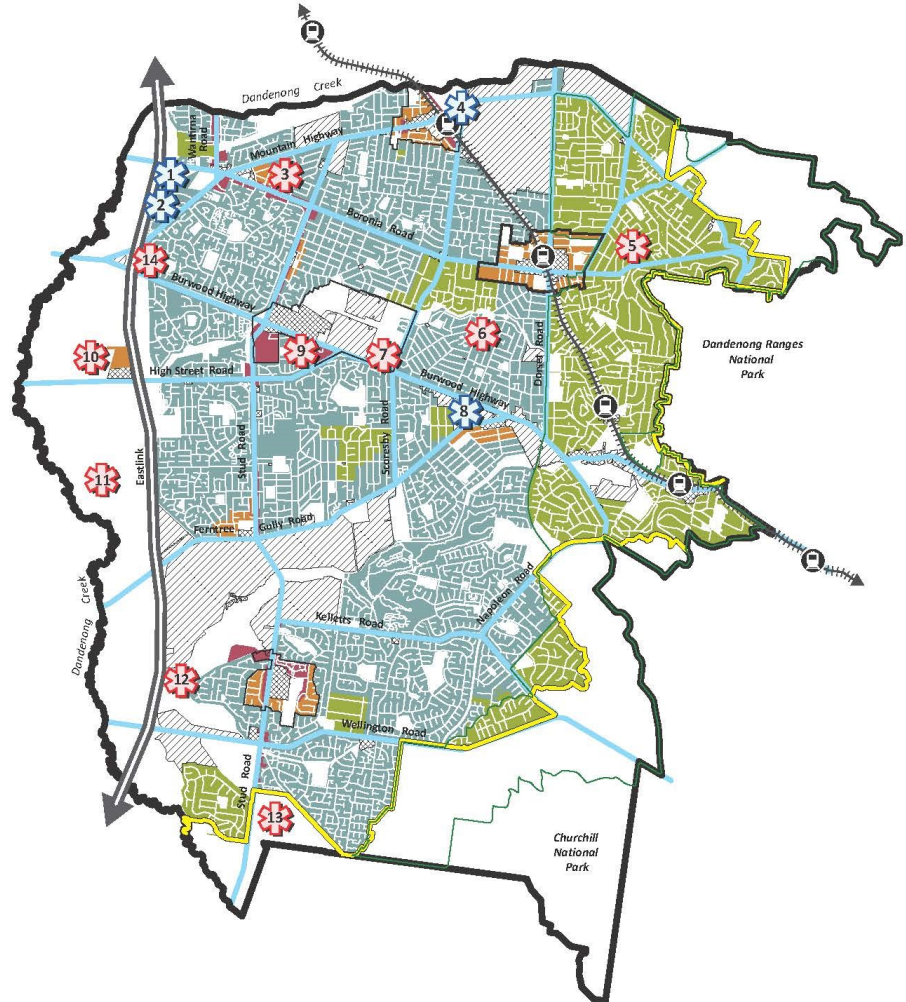 Dandenong Creek
4
Wantirna
Road
Mountain Highway
1
3
2
Boronia Road
5
14
Burwood Highway
6
9
7
10
Dorset Road
Dandenong Ranges
National
Park
High Street Road
Burwood Highway
8
Stud Road
Scoresby Road
Eastlink
11
Ferntree Gully Road
Dandenong Creek
Napoleon Road
Kelletts Road
12
Wellington Road
Stud Road
13
Churchill
National
Park